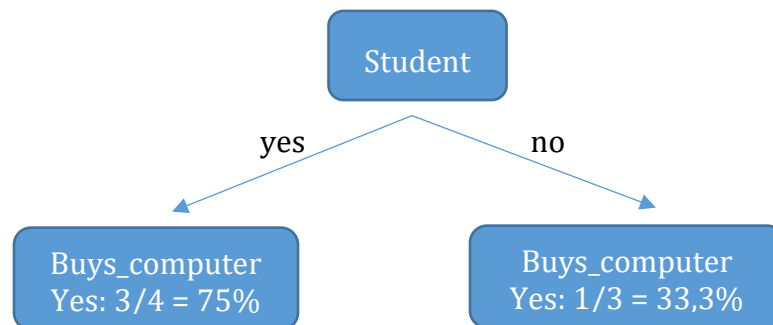 Student
yes
no
Buys_computer
Yes: 3/4 = 75%
Buys_computer
Yes: 1/3 = 33,3%